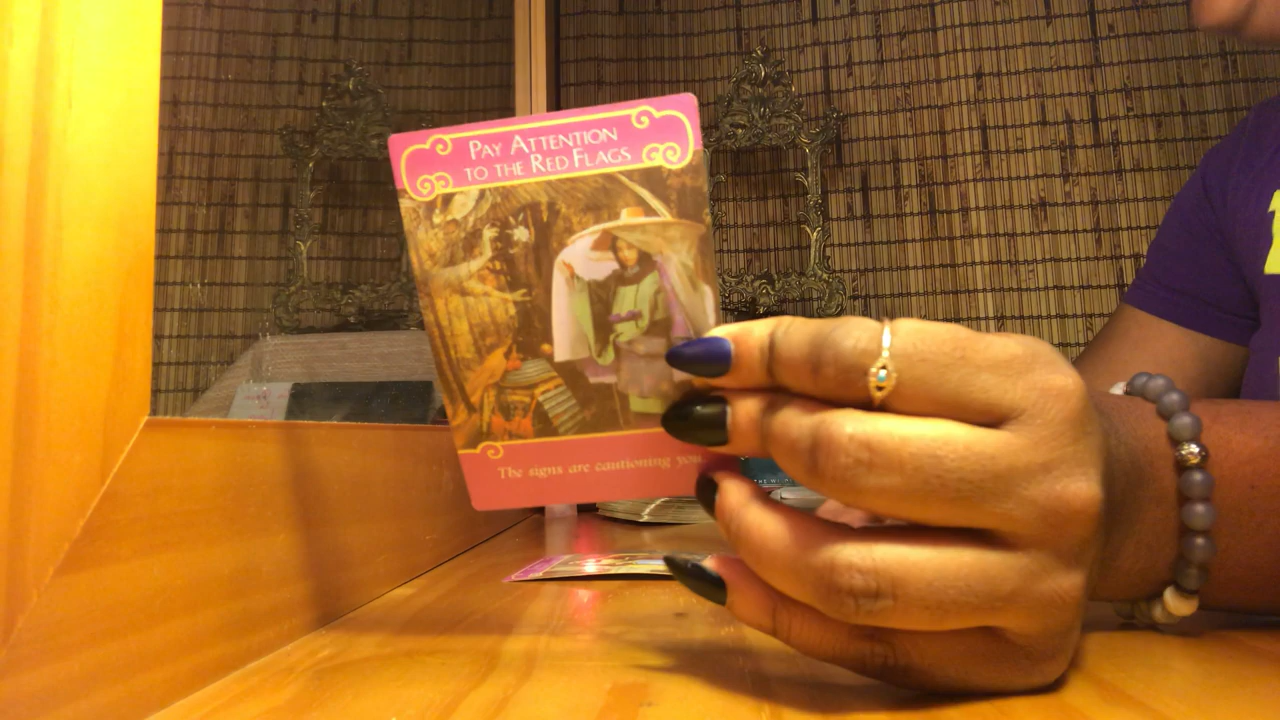 PAY ATTENTION
TO THE RED FLAGS
The signs are cautioning you